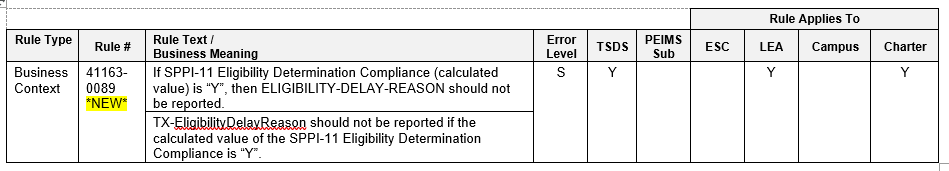 Rule Applies To
Rule Type Rule # Rule Text / Business Meaning Error Level TSDS PEIMS Sub ESC LEA Campus Charter
Business Context 41163-0089 *NEW* If SPPI-11 Eligibility Determination Compliance (calculated S Y Y Y
value) is “Y”, then ELIGIBILITY-DELAY-REASON should not
be reported.
TX-EligibilityDelayReason should not be reported if the
calculated value of the SPPI-11 Eligibility Determination
Compliance is “Y”.